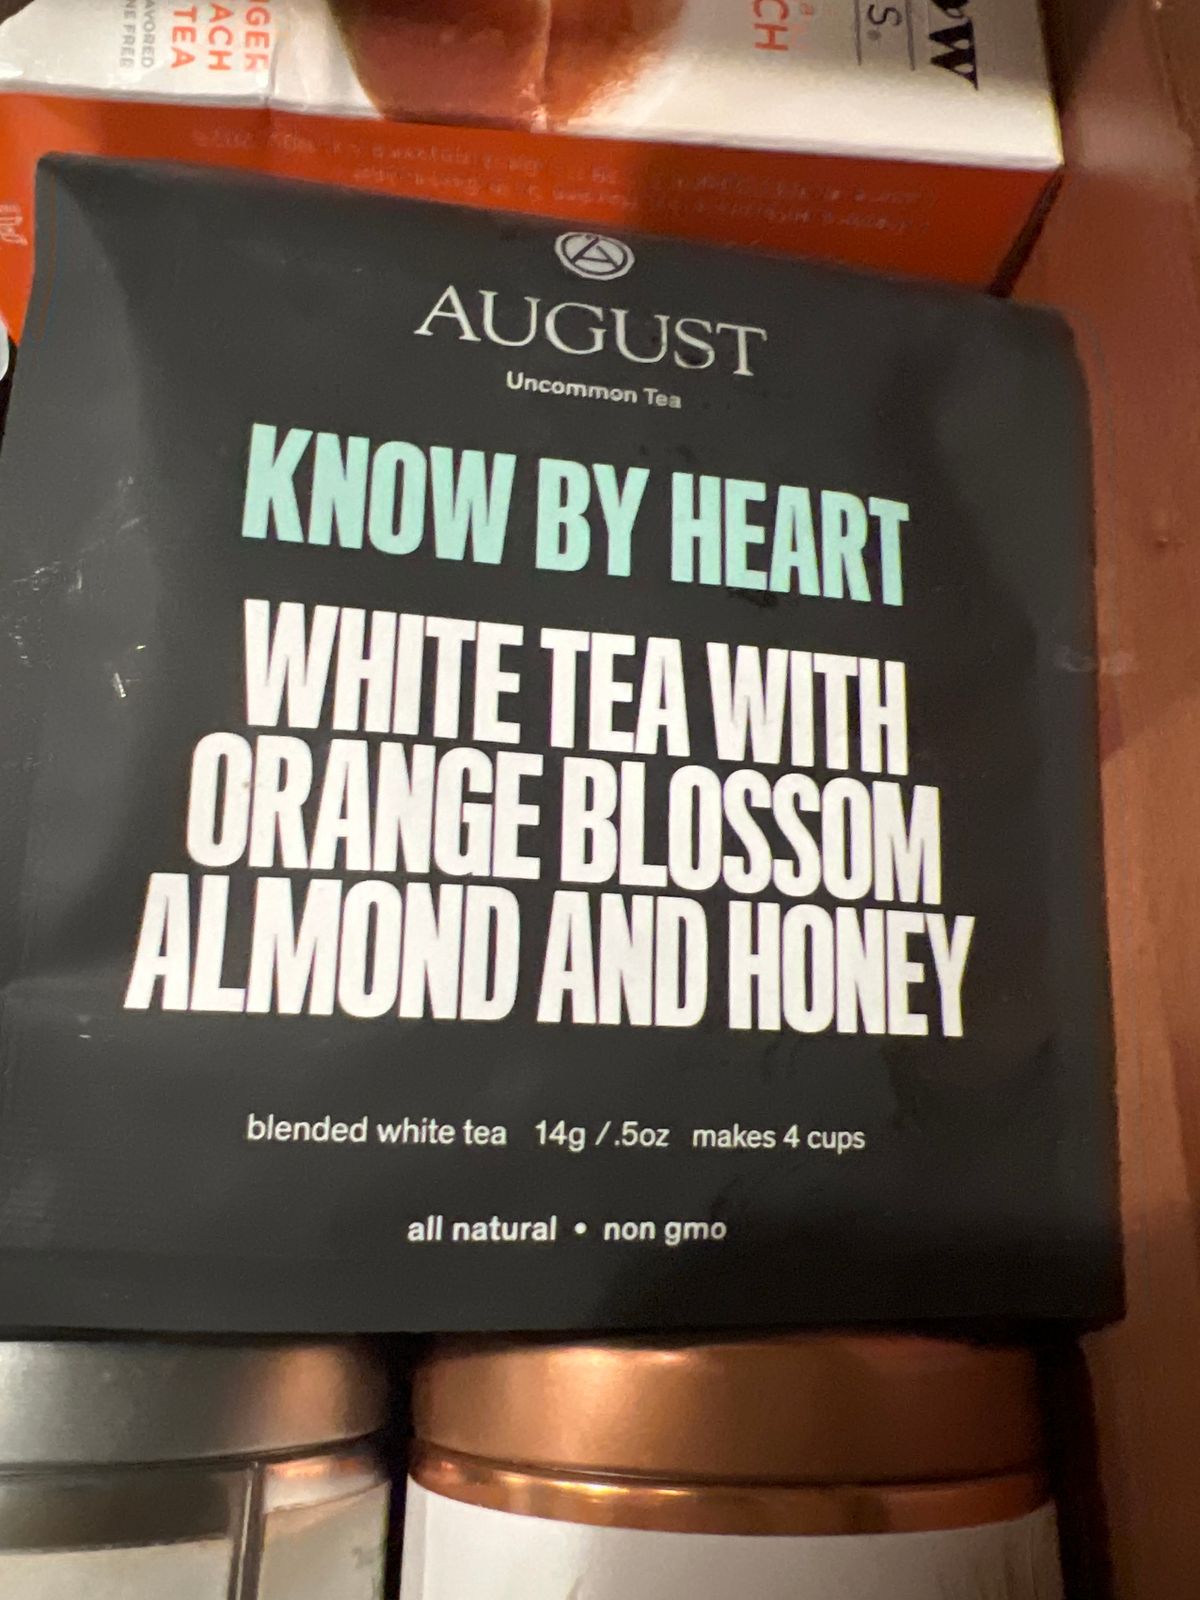 AUGUST
Uncommon Tea
KNOW BY HEART
WHITE TEA WITH
ORANGE BLOSSOM
ALMOND AND HONEY
blended white tea 14g /.5oz makes 4 cups
all natural • non gmo
TEA